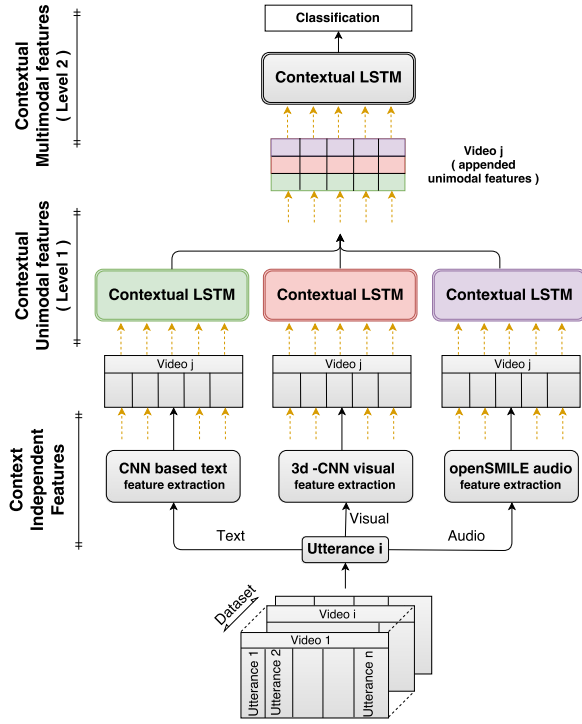 Classification
Contextual LSTM
Contextual
Multimodal features
( Level 2 )
Video j
( appended
unimodal features )
Contextual
Unimodal features
( Level 1 )
Contextual LSTM
Contextual LSTM
Contextual LSTM
Video j
Video j
Video j
Context
Independent
Features
CNN based text
feature extraction
3d -CNN visual
feature extraction
openSMILE audio
feature extraction
Text
Visual
Audio
Utterance i
Dataset
Video i
Video 1
Utterance 1
Utterance 2
Utterance n